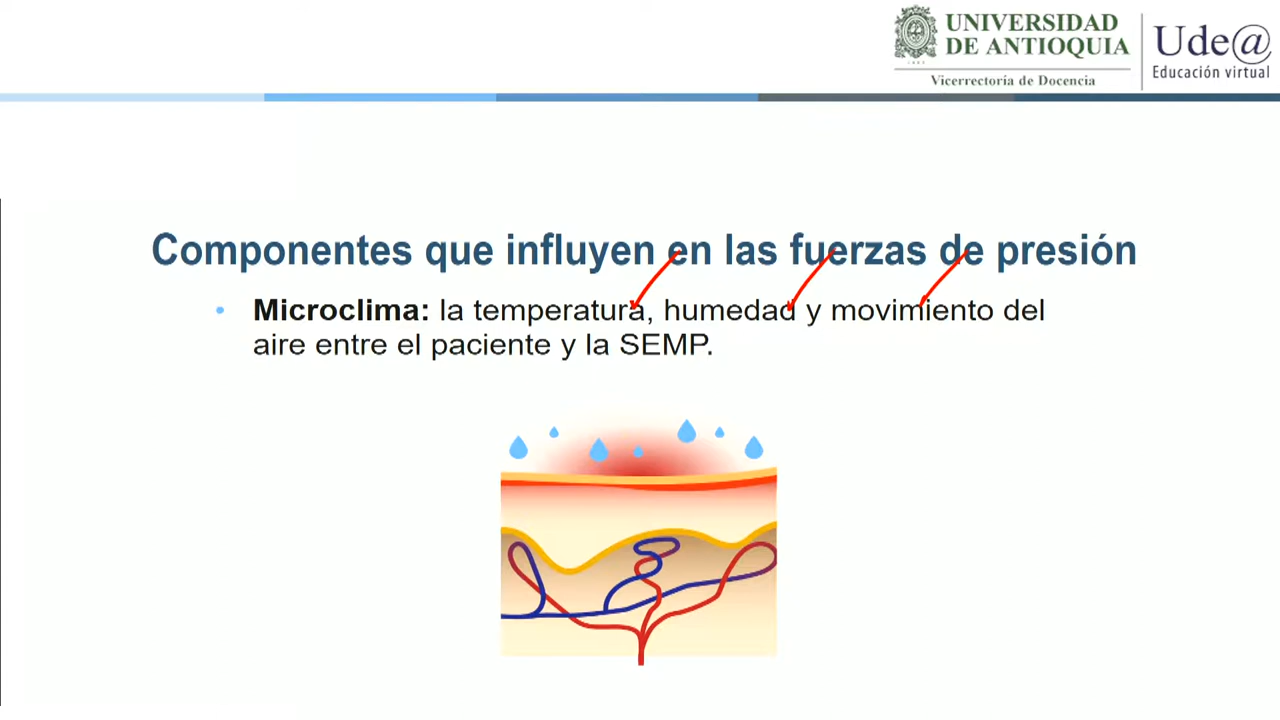 UNIVERSIDAD
DE ANTIOQUIA
Vicerrectoría de Docencia
Ude@
Educación virtual
Componentes que influyen en las fuerzas de presión
Microclima: la temperatura, humedad y movimiento del
aire entre el paciente y la SEMP.